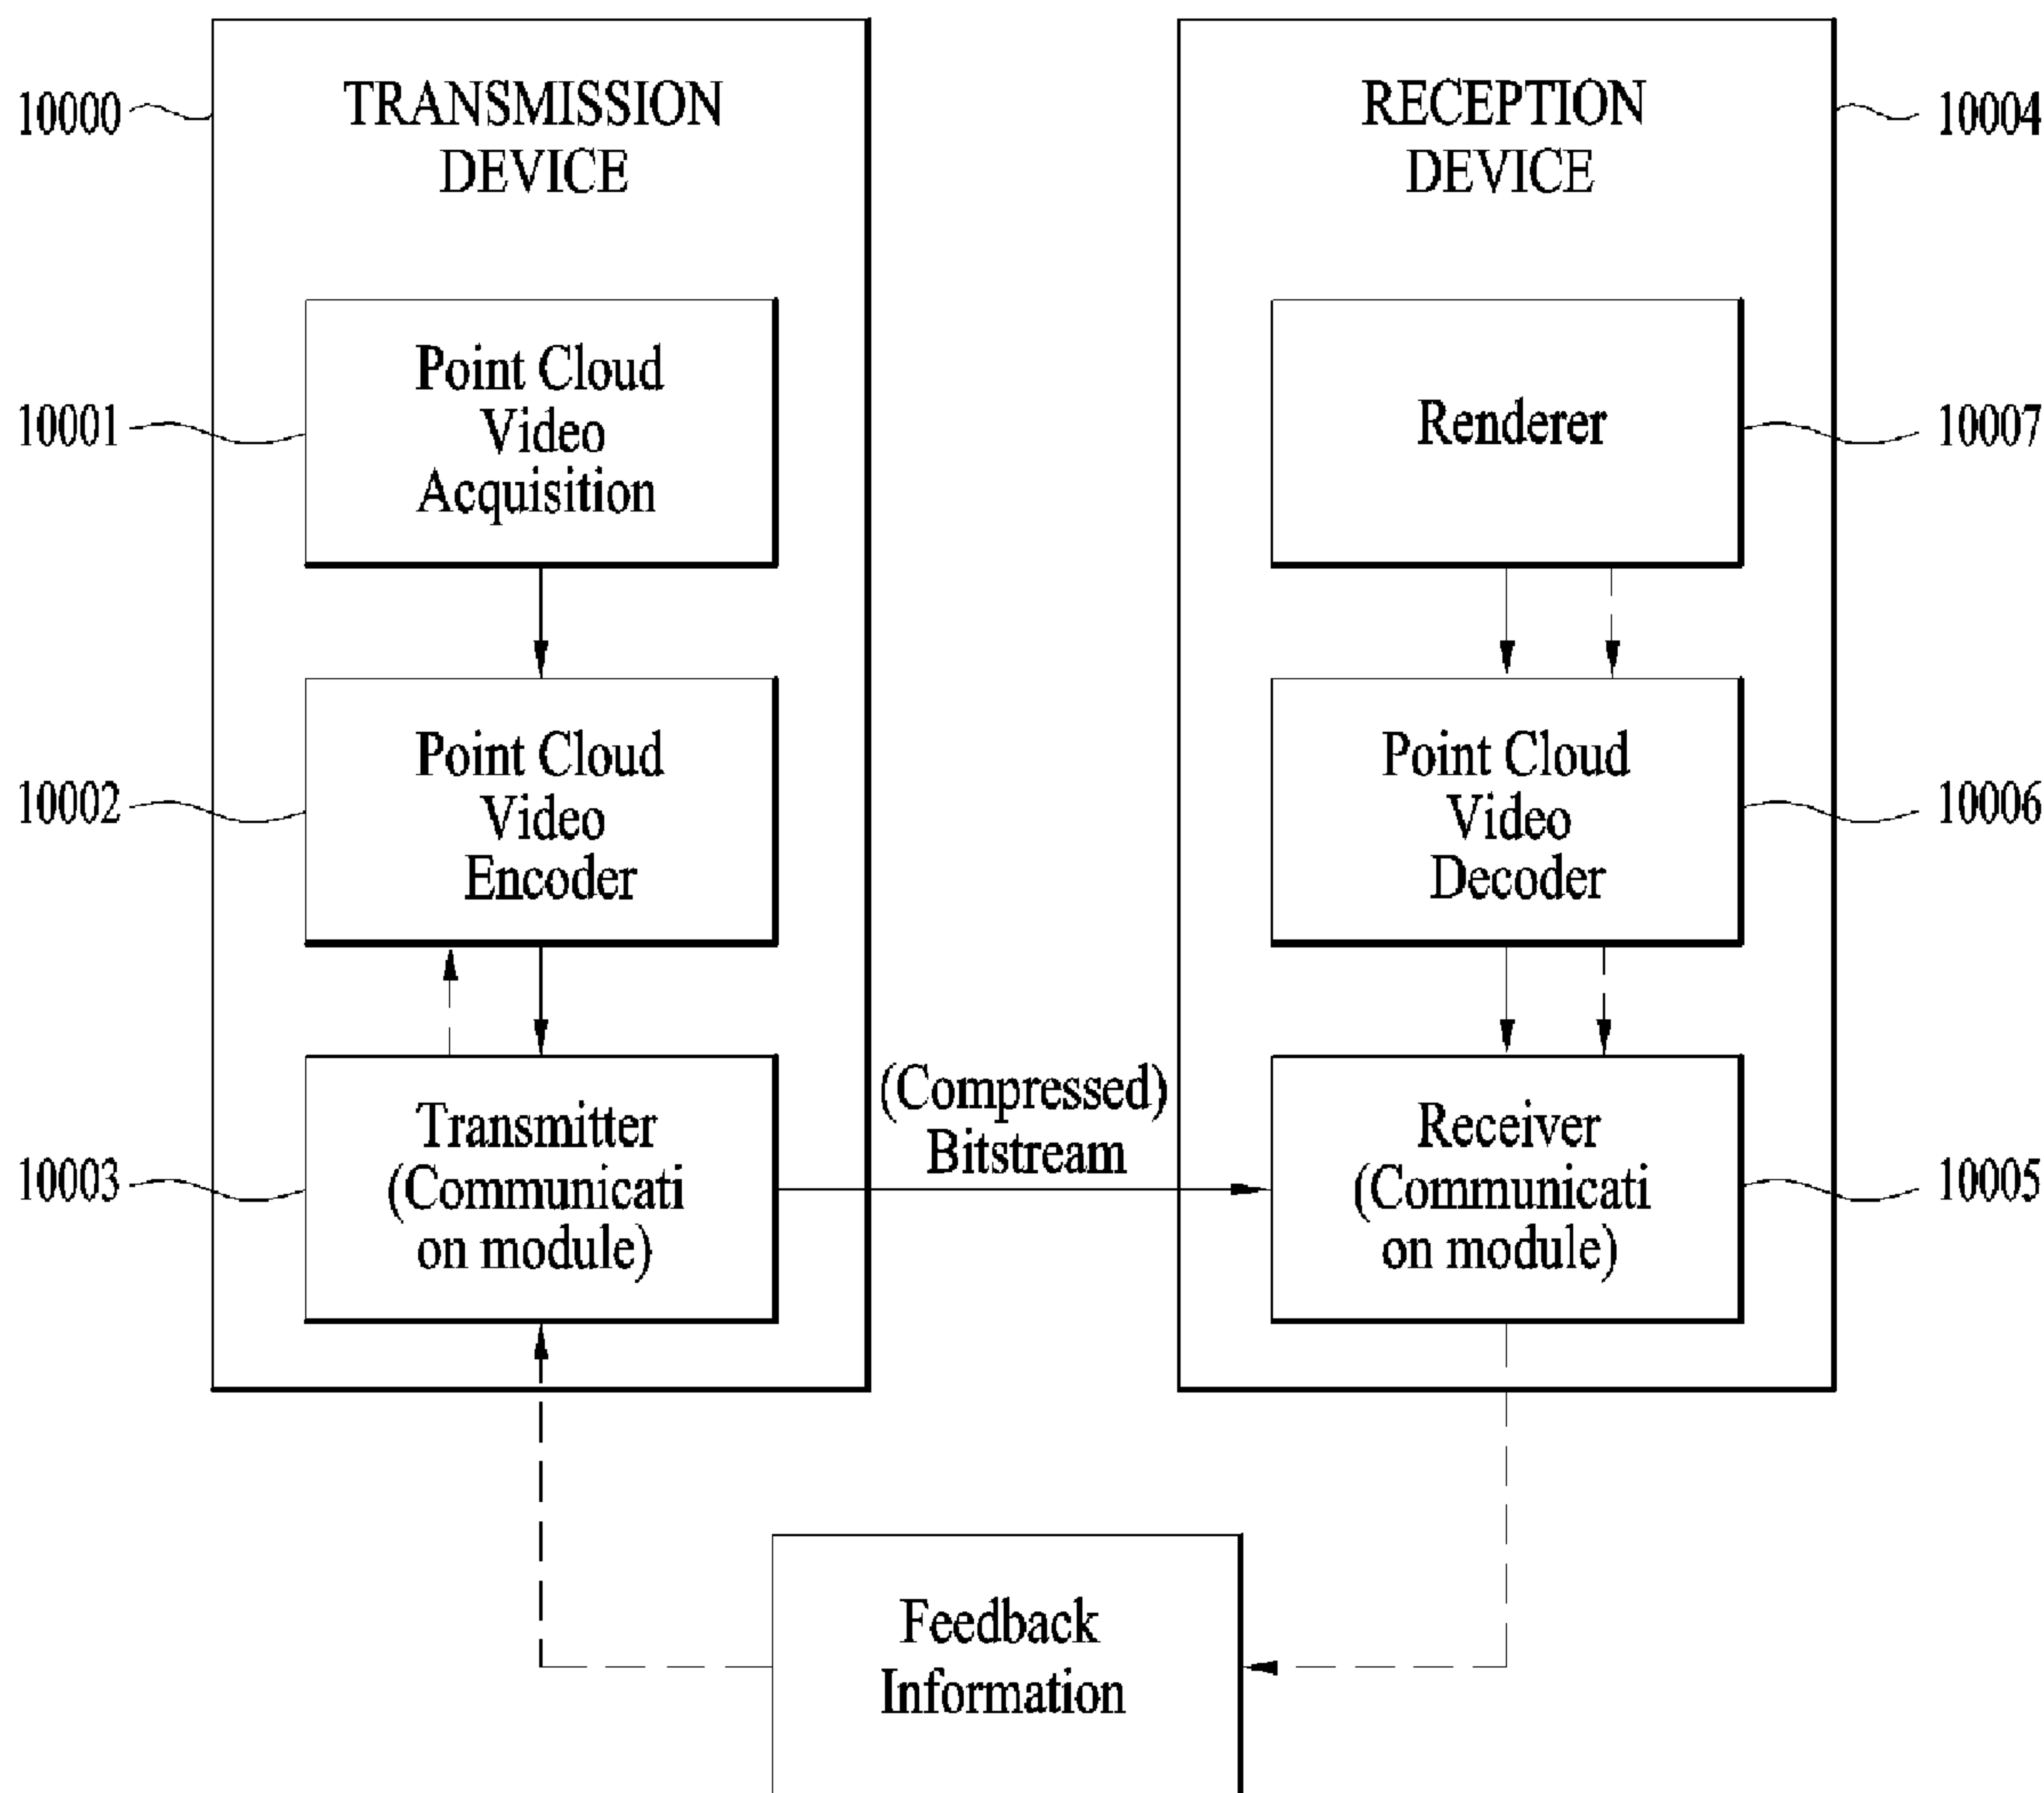 10000
TRANSMISSION
DEVICE
10001
Point Cloud
Video
Acquisition
10002
Point Cloud
Video
Encoder
10003
Transmitter
(Communicati
on module)
(Compressed)
Bitstream
RECEPTION
DEVICE
10004
Renderer
10007
Point Cloud
Video
Decoder
10006
Receiver
(Communicati
on module)
10005
Feedback
Information